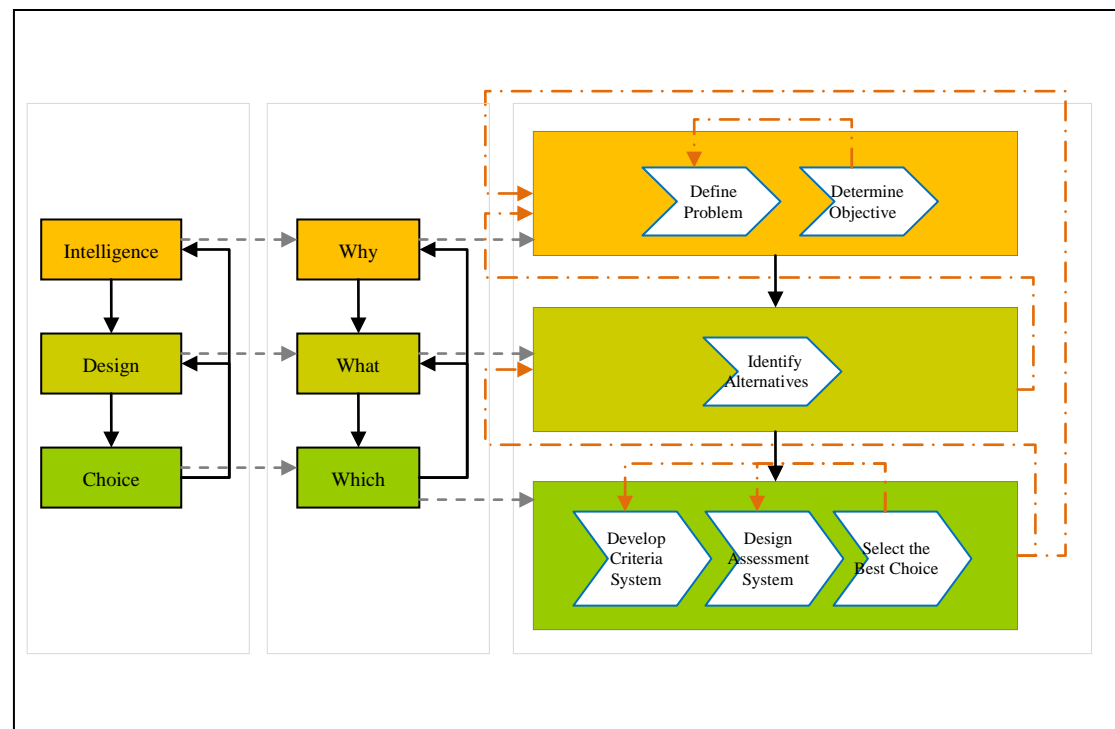 Intelligence
Design
Choice
Why
What
Which
Define
Problem
Determine
Objective
Identify
Alternatives
Develop
Criteria
System
Design
Assessment
System
Select the
Best Choice